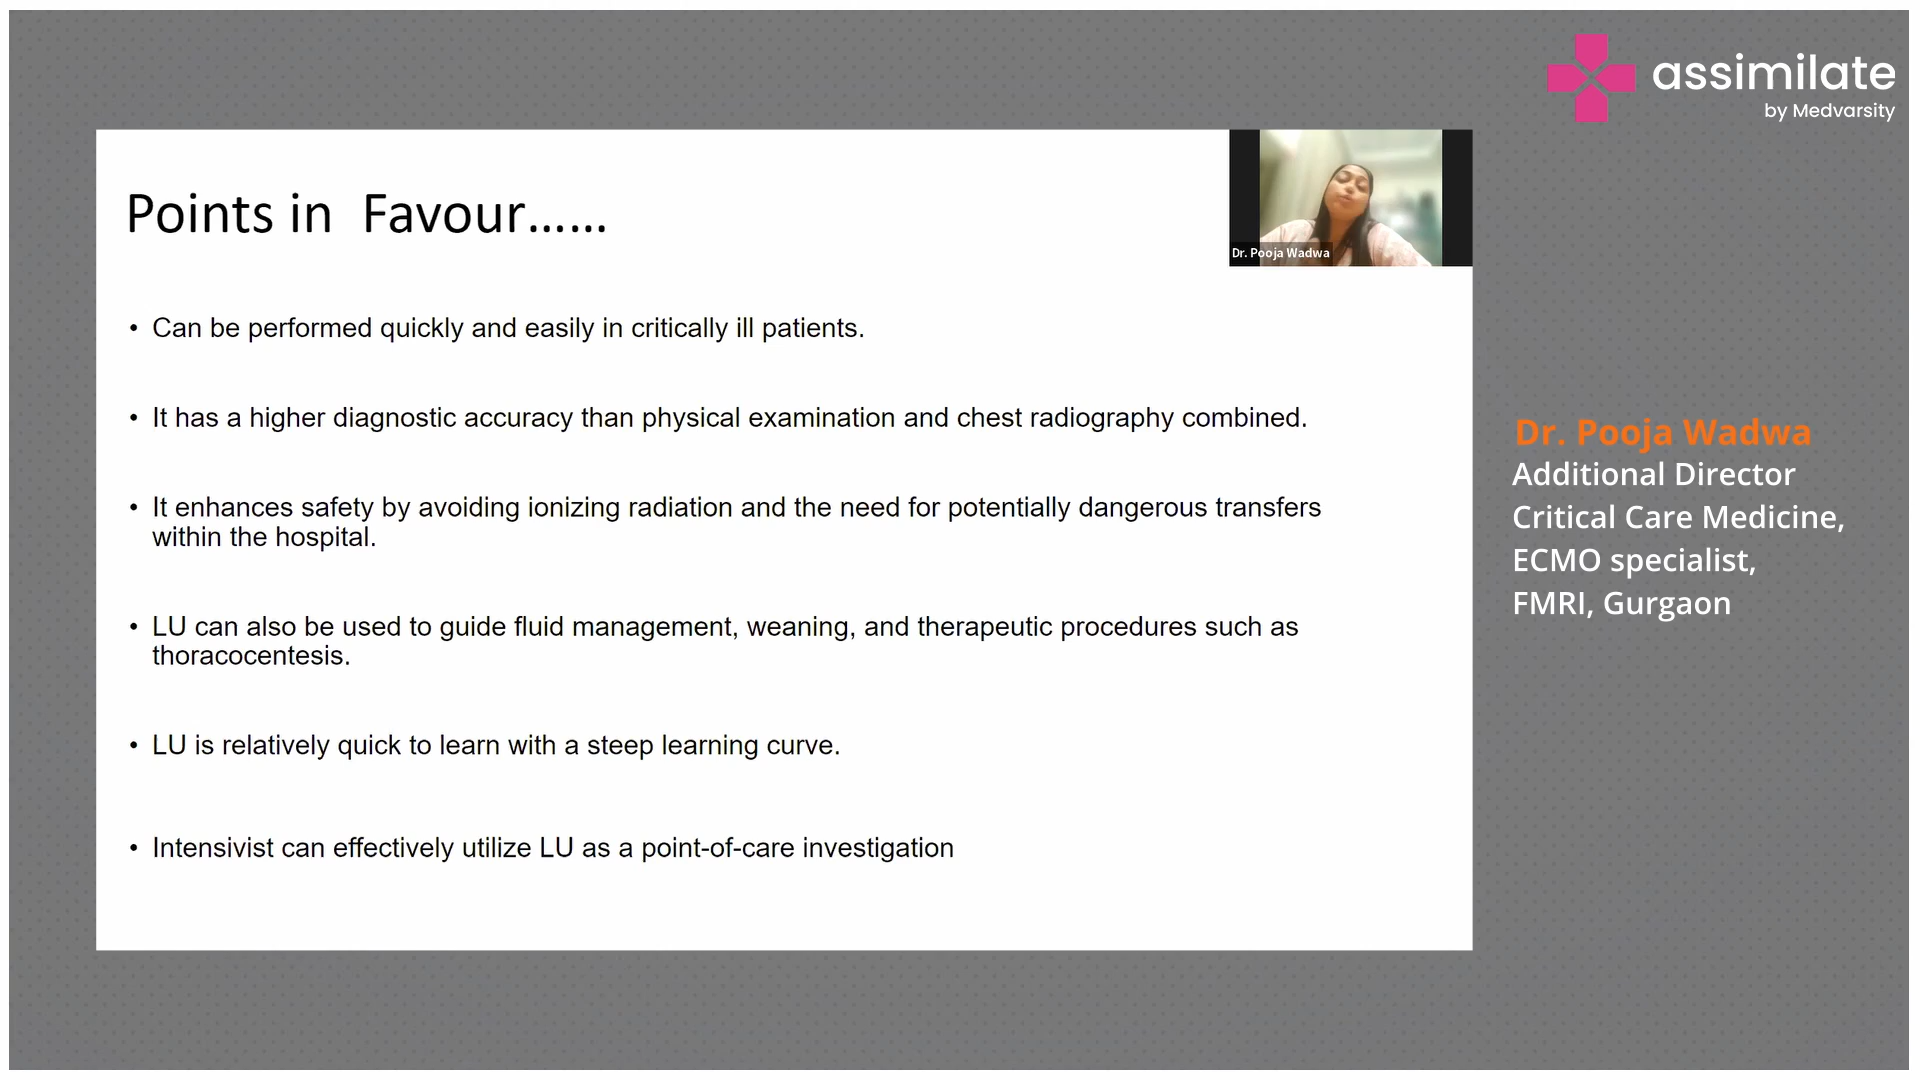 assimilate
by Medvarsity
Points in  Favour......
Dr. Pooja Wadwa
• Can be performed quickly and easily in critically ill patients.
• It has a higher diagnostic accuracy than physical examination and chest radiography combined.
• It enhances safety by avoiding ionizing radiation and the need for potentially dangerous transfers
within the hospital.
• LU can also be used to guide fluid management, weaning, and therapeutic procedures such as
thoracocentesis.
• LU is relatively quick to learn with a steep learning curve.
• Intensivist can effectively utilize LU as a point-of-care investigation
Dr. Pooja Wadwa
Additional Director
Critical Care Medicine,
ECMO specialist,
FMRI, Gurgaon